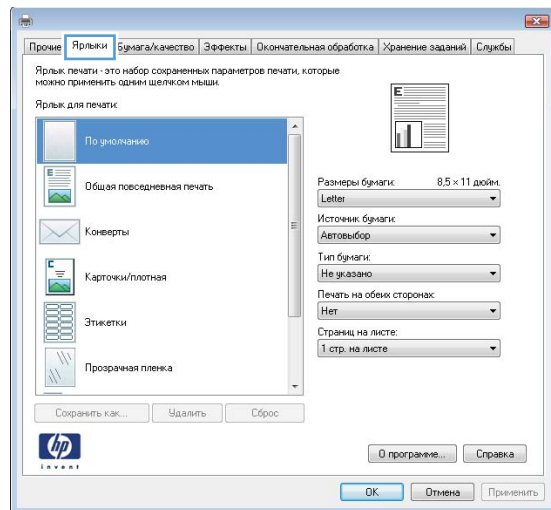 Прочие Ярлыки Бумага/качество Эффекты Окончательная обработка Хранение заданий Службы
Ярлык печати - это набор сохраненных параметров печати, которые
можно применить одним щелчком мыши.
Ярлык для печати:
По умолчанию
Общая повседневная печать
Конверты
Карточки/плотная
Этикетки
Прозрачная пленка
E
Размеры бумаги: 8,5 × 11 дюйм.
Letter
Источник бумаги:
Автовыбор
Тип бумаги:
Не указано
Печать на обеих сторонах:
Нет
Страниц на листе:
1 стр. на листе
Сохранить как... Удалить Сброс
hp
invent
О программе... Справка
OK Отмена Применить